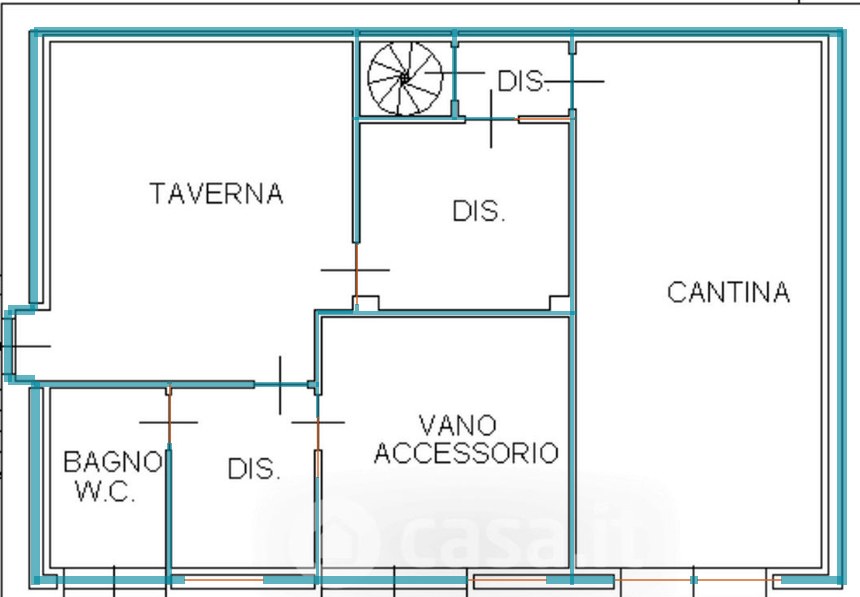 DIS.
TAVERNA
DIS.
CANTINA
VANO
ACCESSORIO
BAGNO
W.C.
DIS.
casa.it